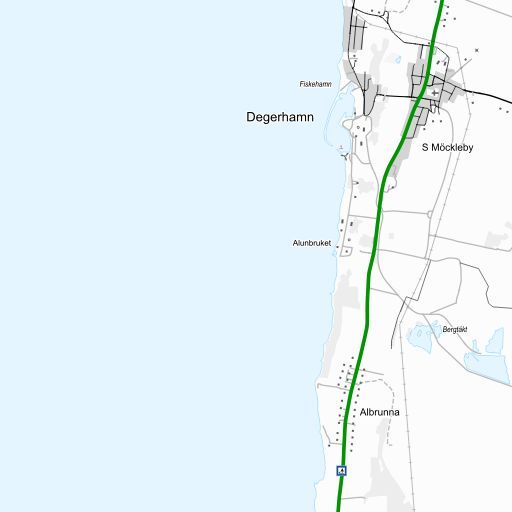 Fiskehamn
Degerhamn
S Möckleby
Alunbruket
Bergtäkt
Albrunna